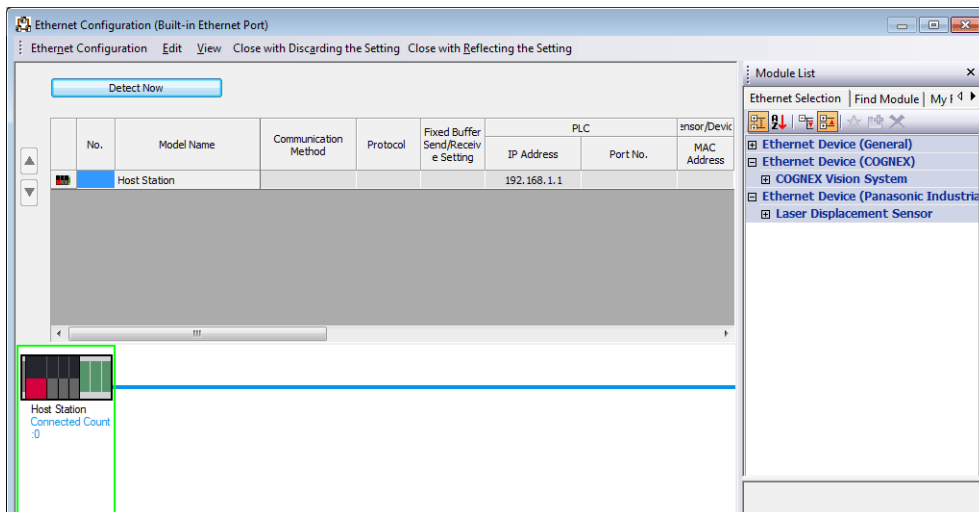 Ethernet Configuration (Built-in Ethernet Port)
Ethernet Configuration Edit View Close with Discarding the Setting Close with Reflecting the Setting
Detect Now
No.
Model Name
Communication
Method
Protocol
Fixed Buffer
Send/Receiv
e Setting
PLC
IP Address
Port No.
ensor/Devic
MAC
Address
Host Station
192.168.1.1
Host Station
Connected Count
:0
Module List
Ethernet Selection Find Module My F
Ethernet Device (General)
Ethernet Device (COGNEX)
COGNEX Vision System
Ethernet Device (Panasonic Industria
Laser Displacement Sensor